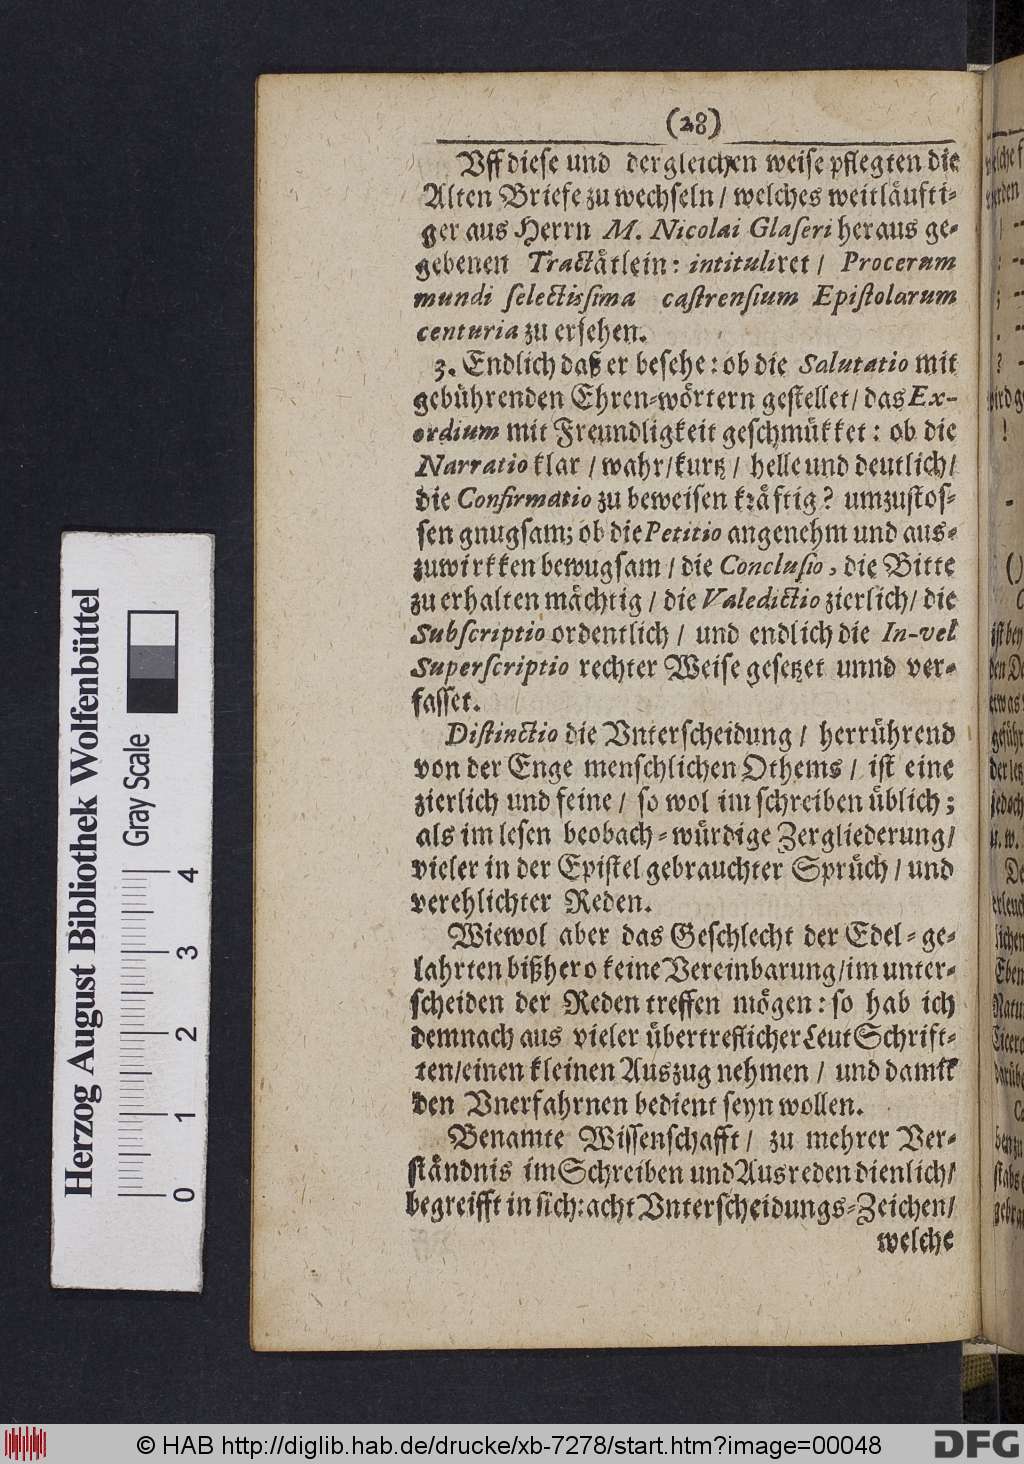 (28)
Vff diese und dergleichen weise pflegten die
Alten Briefe zu wechseln / welches weitläufti-
ger aus Herrn M. Nicolai Glaseri heraus ge-
gebenen Tractätlein: intituliret / Procerum
mundi selectissima castrensium Epistolarum
centuria zu ersehen.
3. Endlich daß er besehe: ob die Salutatio mit
gebührenden Ehren-wörtern gestellet / das Ex-
ordium mit Freundligkeit geschmükket: ob die
Narratio klar / wahr / kurtz / helle und deutlich /
die Confirmatio zu beweisen kräftig? umzustos-
sen gnugsam; ob die Petitio angenehm und aus-
zuwirkken bewugsam / die Conclusio, die Bitte
zu erhalten mächtig / die Valedictio zierlich / die
Subscriptio ordentlich / und endlich die In-vel
Superscriptio rechter Weise gesetzet unnd ver-
fasset.
Distinctio die Vnterscheidung / herrührend
von der Enge menschlichen Othems / ist eine
zierlich und feine / so wol im schreiben üblich;
als im lesen beobach-würdige Zergliederung /
vieler in der Epistel gebrauchter Sprüch / und
verehlichter Reden.
Wiewol aber das Geschlecht der Edel-ge-
lahrten bißhero keine Vereinbarung / im unter-
scheiden der Reden treffen mögen: so hab ich
demnach aus vieler übertreflicher Leut Schrift-
ten / einen kleinen Auszug nehmen / und damit
den Vnerfahrnen bedient seyn wollen.
Benamte Wissenschafft / zu mehrer Ver-
ständnis im Schreiben und Ausreden dienlich /
begreifft in sich: acht Vnterscheidungs-Zeichen /
welche
Herzog August Bibliothek Wolfenbüttel
Gray Scale
0 1 2 3 4
© HAB http://diglib.hab.de/drucke/xb-7278/start.htm?image=00048
DFG